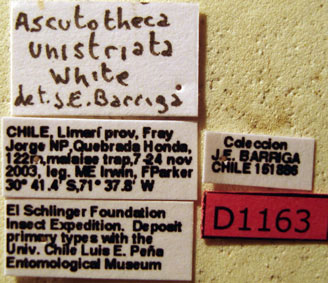 Ascutotheca
unistriata
White
det. J.E. Barriga
CHILE, Limarí prov, Fray
Jorge NP, Quebrada Honda,
122m, malaise trap, 7-24 nov
2003, leg. ME Irwin, FParker
30° 41.4' S, 71° 37.8' W
El Schlinger Foundation
Insect Expedition. Deposit
primary types with the
Univ. Chile Luis E. Peña
Entomological Museum
Coleccion
J.E. BARRIGA
CHILE 161886
D1163